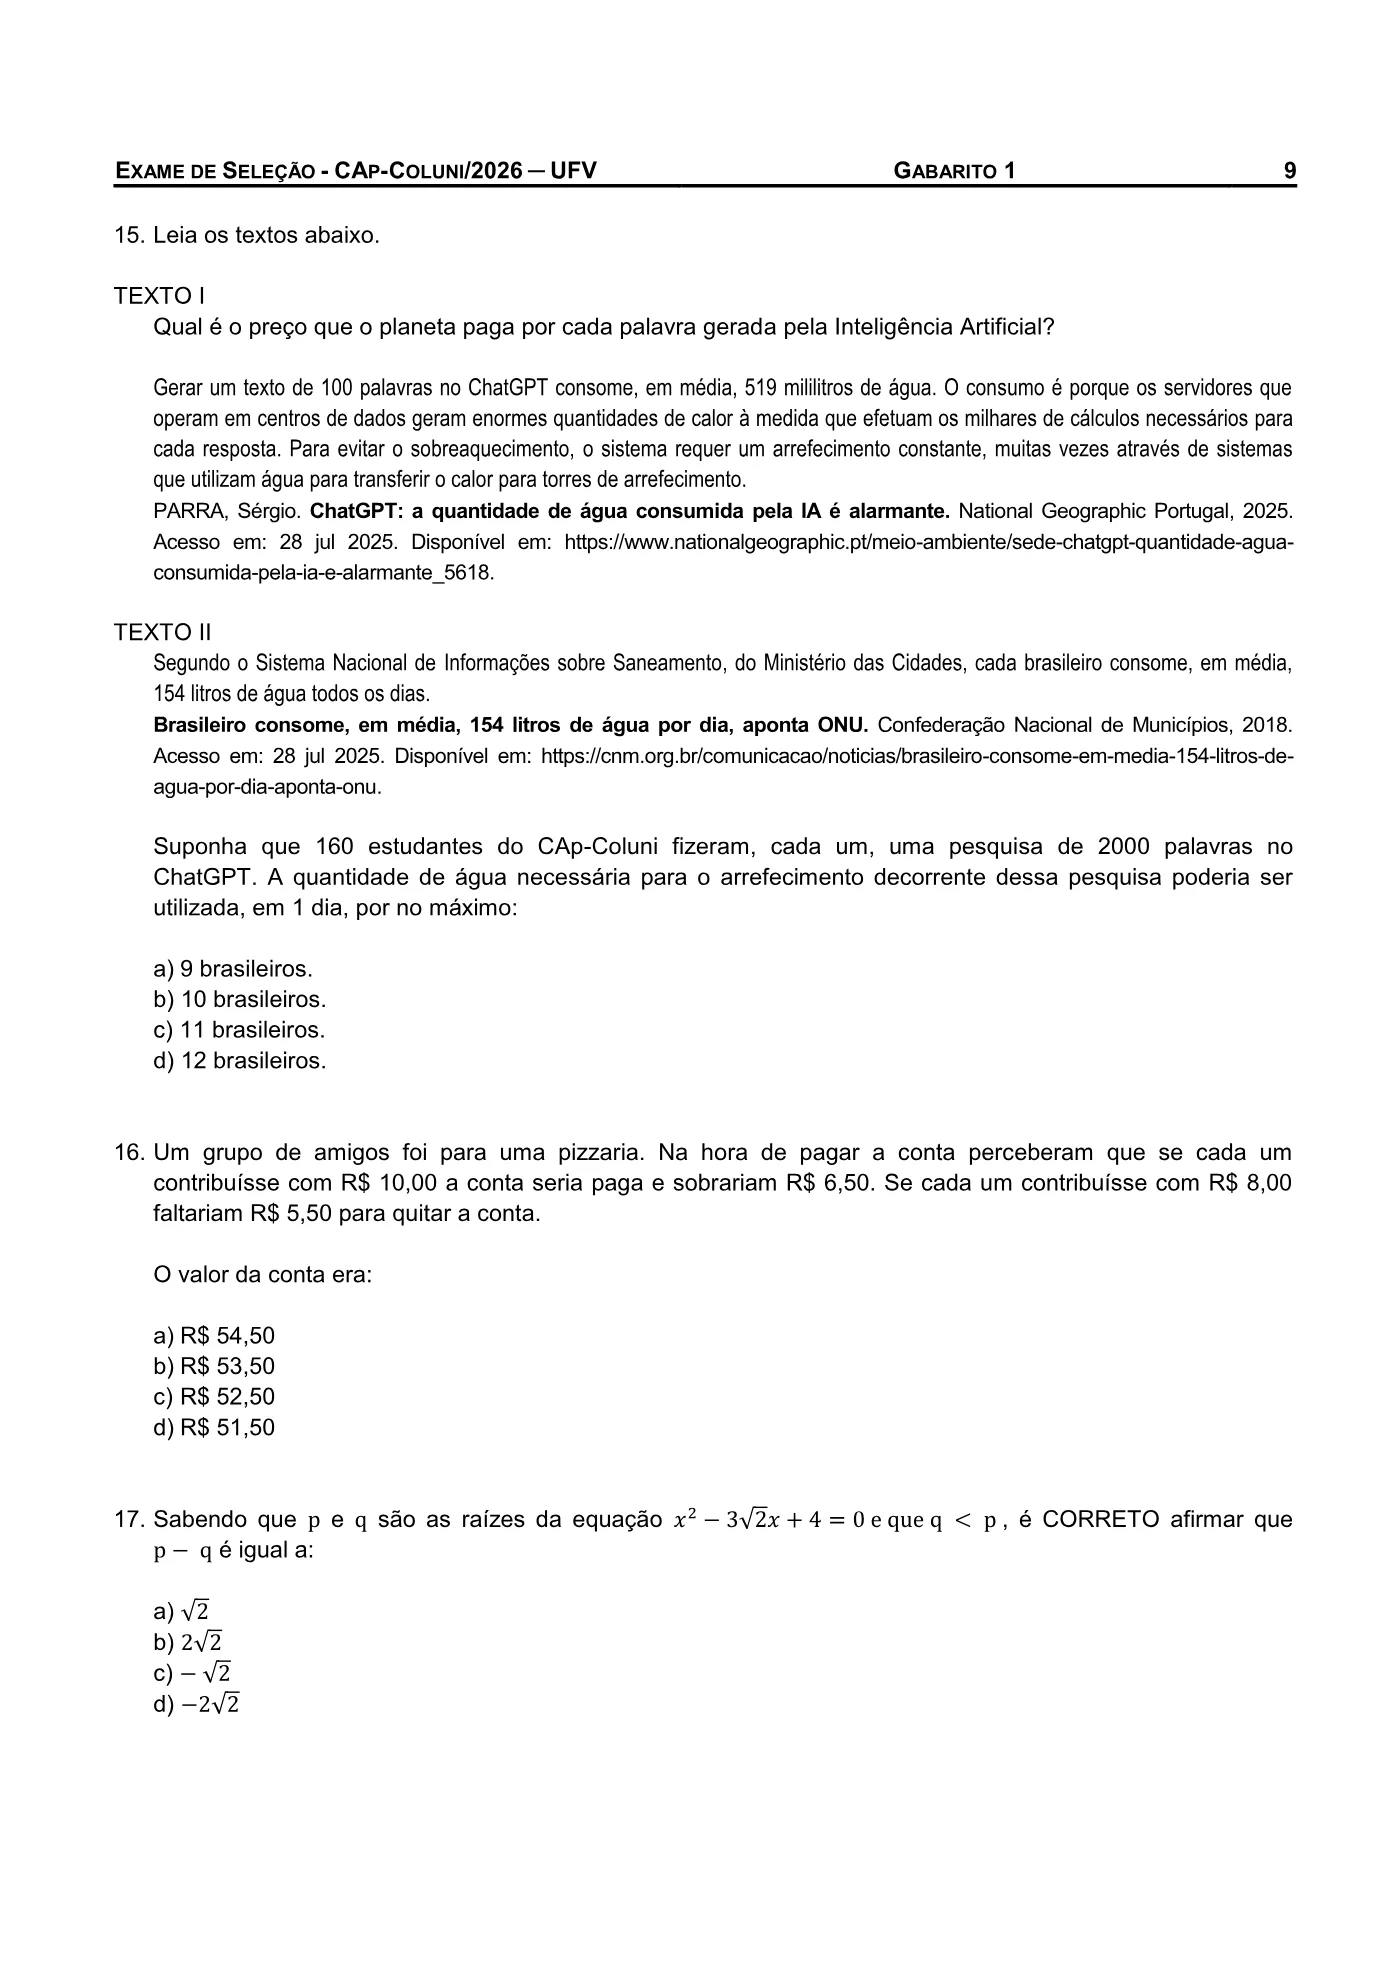 EXAME DE SELEÇÃO - CAP-COLUNI/2026 — UFV GABARITO 1 9
15. Leia os textos abaixo.
TEXTO I
Qual é o preço que o planeta paga por cada palavra gerada pela Inteligência Artificial?
Gerar um texto de 100 palavras no ChatGPT consome, em média, 519 mililitros de água. O consumo é porque os servidores que
operam em centros de dados geram enormes quantidades de calor à medida que efetuam os milhares de cálculos necessários para
cada resposta. Para evitar o sobreaquecimento, o sistema requer um arrefecimento constante, muitas vezes através de sistemas
que utilizam água para transferir o calor para torres de arrefecimento.
PARRA, Sérgio. ChatGPT: a quantidade de água consumida pela IA é alarmante. National Geographic Portugal, 2025.
Acesso em: 28 jul 2025. Disponível em: https://www.nationalgeographic.pt/meio-ambiente/sede-chatgpt-quantidade-agua-
consumida-pela-ia-e-alarmante_5618.
TEXTO II
Segundo o Sistema Nacional de Informações sobre Saneamento, do Ministério das Cidades, cada brasileiro consome, em média,
154 litros de água todos os dias.
Brasileiro consome, em média, 154 litros de água por dia, aponta ONU. Confederação Nacional de Municípios, 2018.
Acesso em: 28 jul 2025. Disponível em: https://cnm.org.br/comunicacao/noticias/brasileiro-consome-em-media-154-litros-de-
agua-por-dia-aponta-onu.
Suponha que 160 estudantes do CAp-Coluni fizeram, cada um, uma pesquisa de 2000 palavras no
ChatGPT. A quantidade de água necessária para o arrefecimento decorrente dessa pesquisa poderia ser
utilizada, em 1 dia, por no máximo:
a) 9 brasileiros.
b) 10 brasileiros.
c) 11 brasileiros.
d) 12 brasileiros.
16. Um grupo de amigos foi para uma pizzaria. Na hora de pagar a conta perceberam que se cada um
contribuísse com R$ 10,00 a conta seria paga e sobrariam R$ 6,50. Se cada um contribuísse com R$ 8,00
faltariam R$ 5,50 para quitar a conta.
O valor da conta era:
a) R$ 54,50
b) R$ 53,50
c) R$ 52,50
d) R$ 51,50
17. Sabendo que p e q são as raízes da equação x² − 3√2x + 4 = 0 e que q < p , é CORRETO afirmar que
p − q é igual a:
a) √2
b) 2√2
c) − √2
d) −2√2